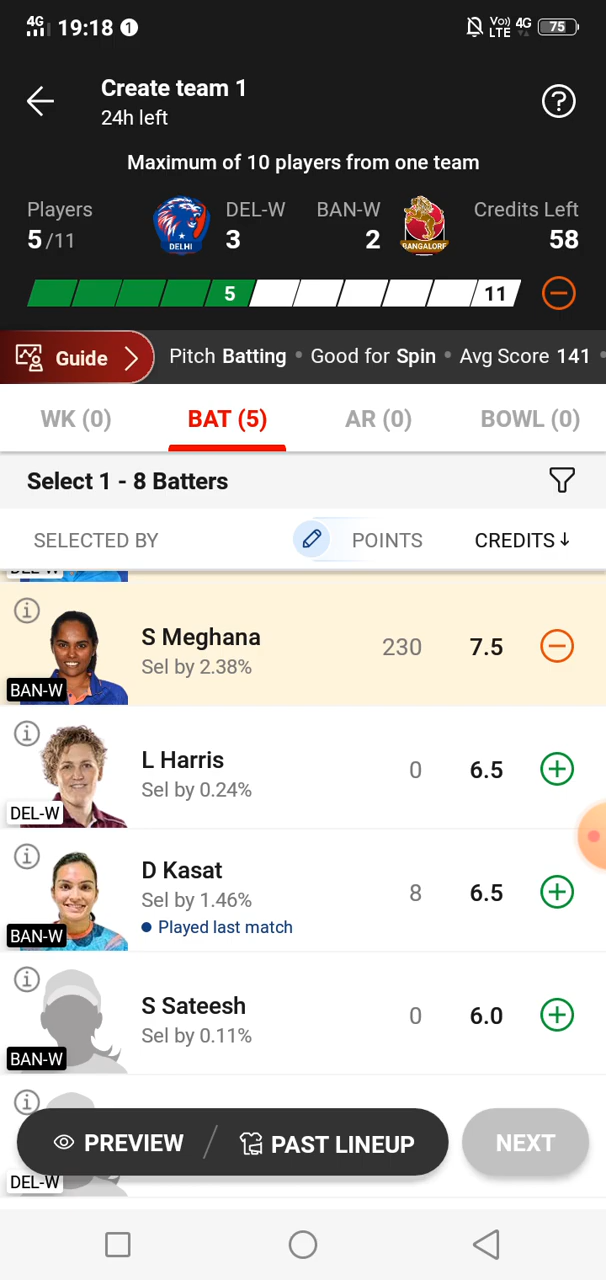 4G 19:18 1 Vo)) LTE 4G 75
Create team 1
24h left
Maximum of 10 players from one team
Players DEL-W BAN-W Credits Left
5/11 DELHI 3 2 BANGALORE 58
5 11
Guide Pitch Batting • Good for Spin • Avg Score 141
WK (0) BAT (5) AR (0) BOWL (0)
Select 1 - 8 Batters
SELECTED BY POINTS CREDITS↓
DEL-W
S Meghana 230 7.5
Sel by 2.38%
BAN-W
L Harris 0 6.5
Sel by 0.24%
DEL-W
D Kasat 8 6.5
Sel by 1.46%
BAN-W • Played last match
S Sateesh 0 6.0
Sel by 0.11%
BAN-W
PREVIEW / PAST LINEUP NEXT
DEL-W